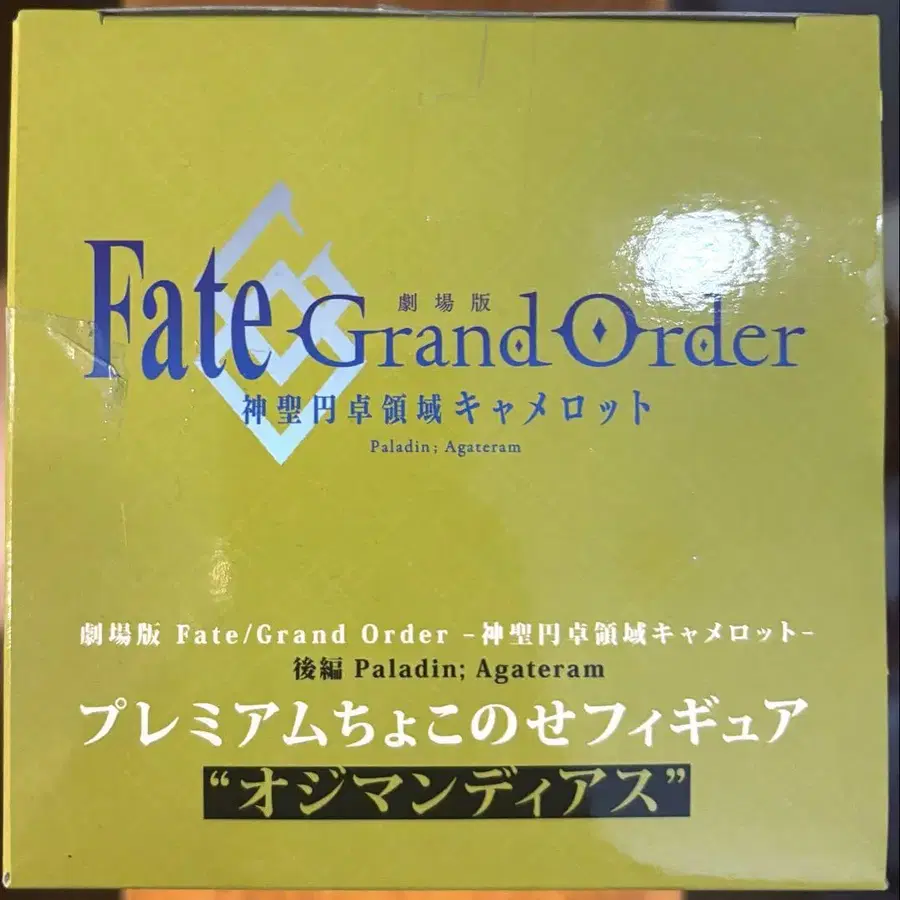 劇場版
Fate Grand Order
神聖円卓領域キャメロット
Paladin; Agateram
劇場版 Fate/Grand Order -神聖円卓領域キャメロット-
後編 Paladin; Agateram
プレミアムちょこのせフィギュア
“オジマンディアス”